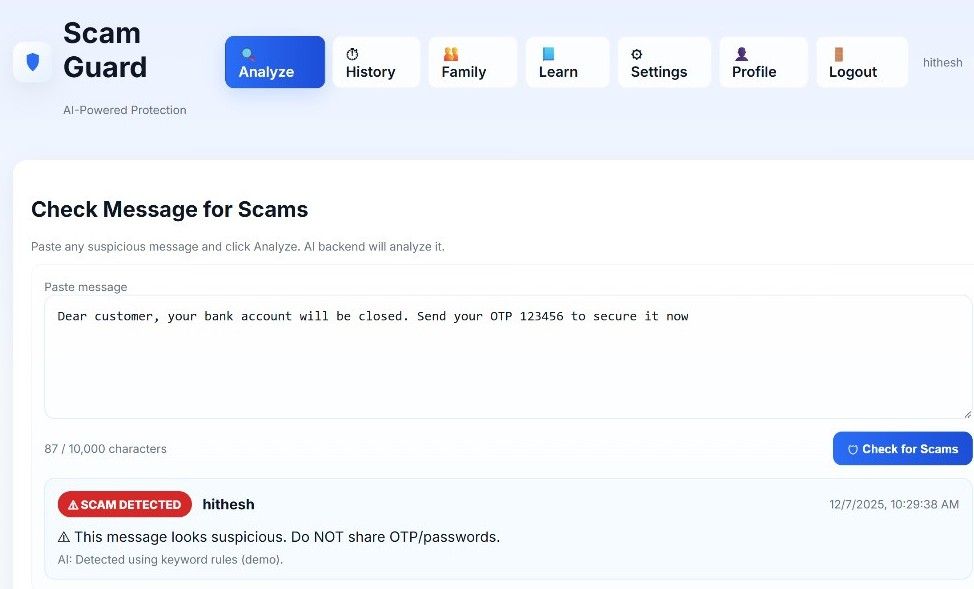 Scam
Guard
AI-Powered Protection
Analyze
History
Family
Learn
Settings
Profile
Logout
hithesh
Check Message for Scams
Paste any suspicious message and click Analyze. AI backend will analyze it.
Paste message
Dear customer, your bank account will be closed. Send your OTP 123456 to secure it now
87 / 10,000 characters
Check for Scams
⚠ SCAM DETECTED hithesh 12/7/2025, 10:29:38 AM
⚠ This message looks suspicious. Do NOT share OTP/passwords.
AI: Detected using keyword rules (demo).